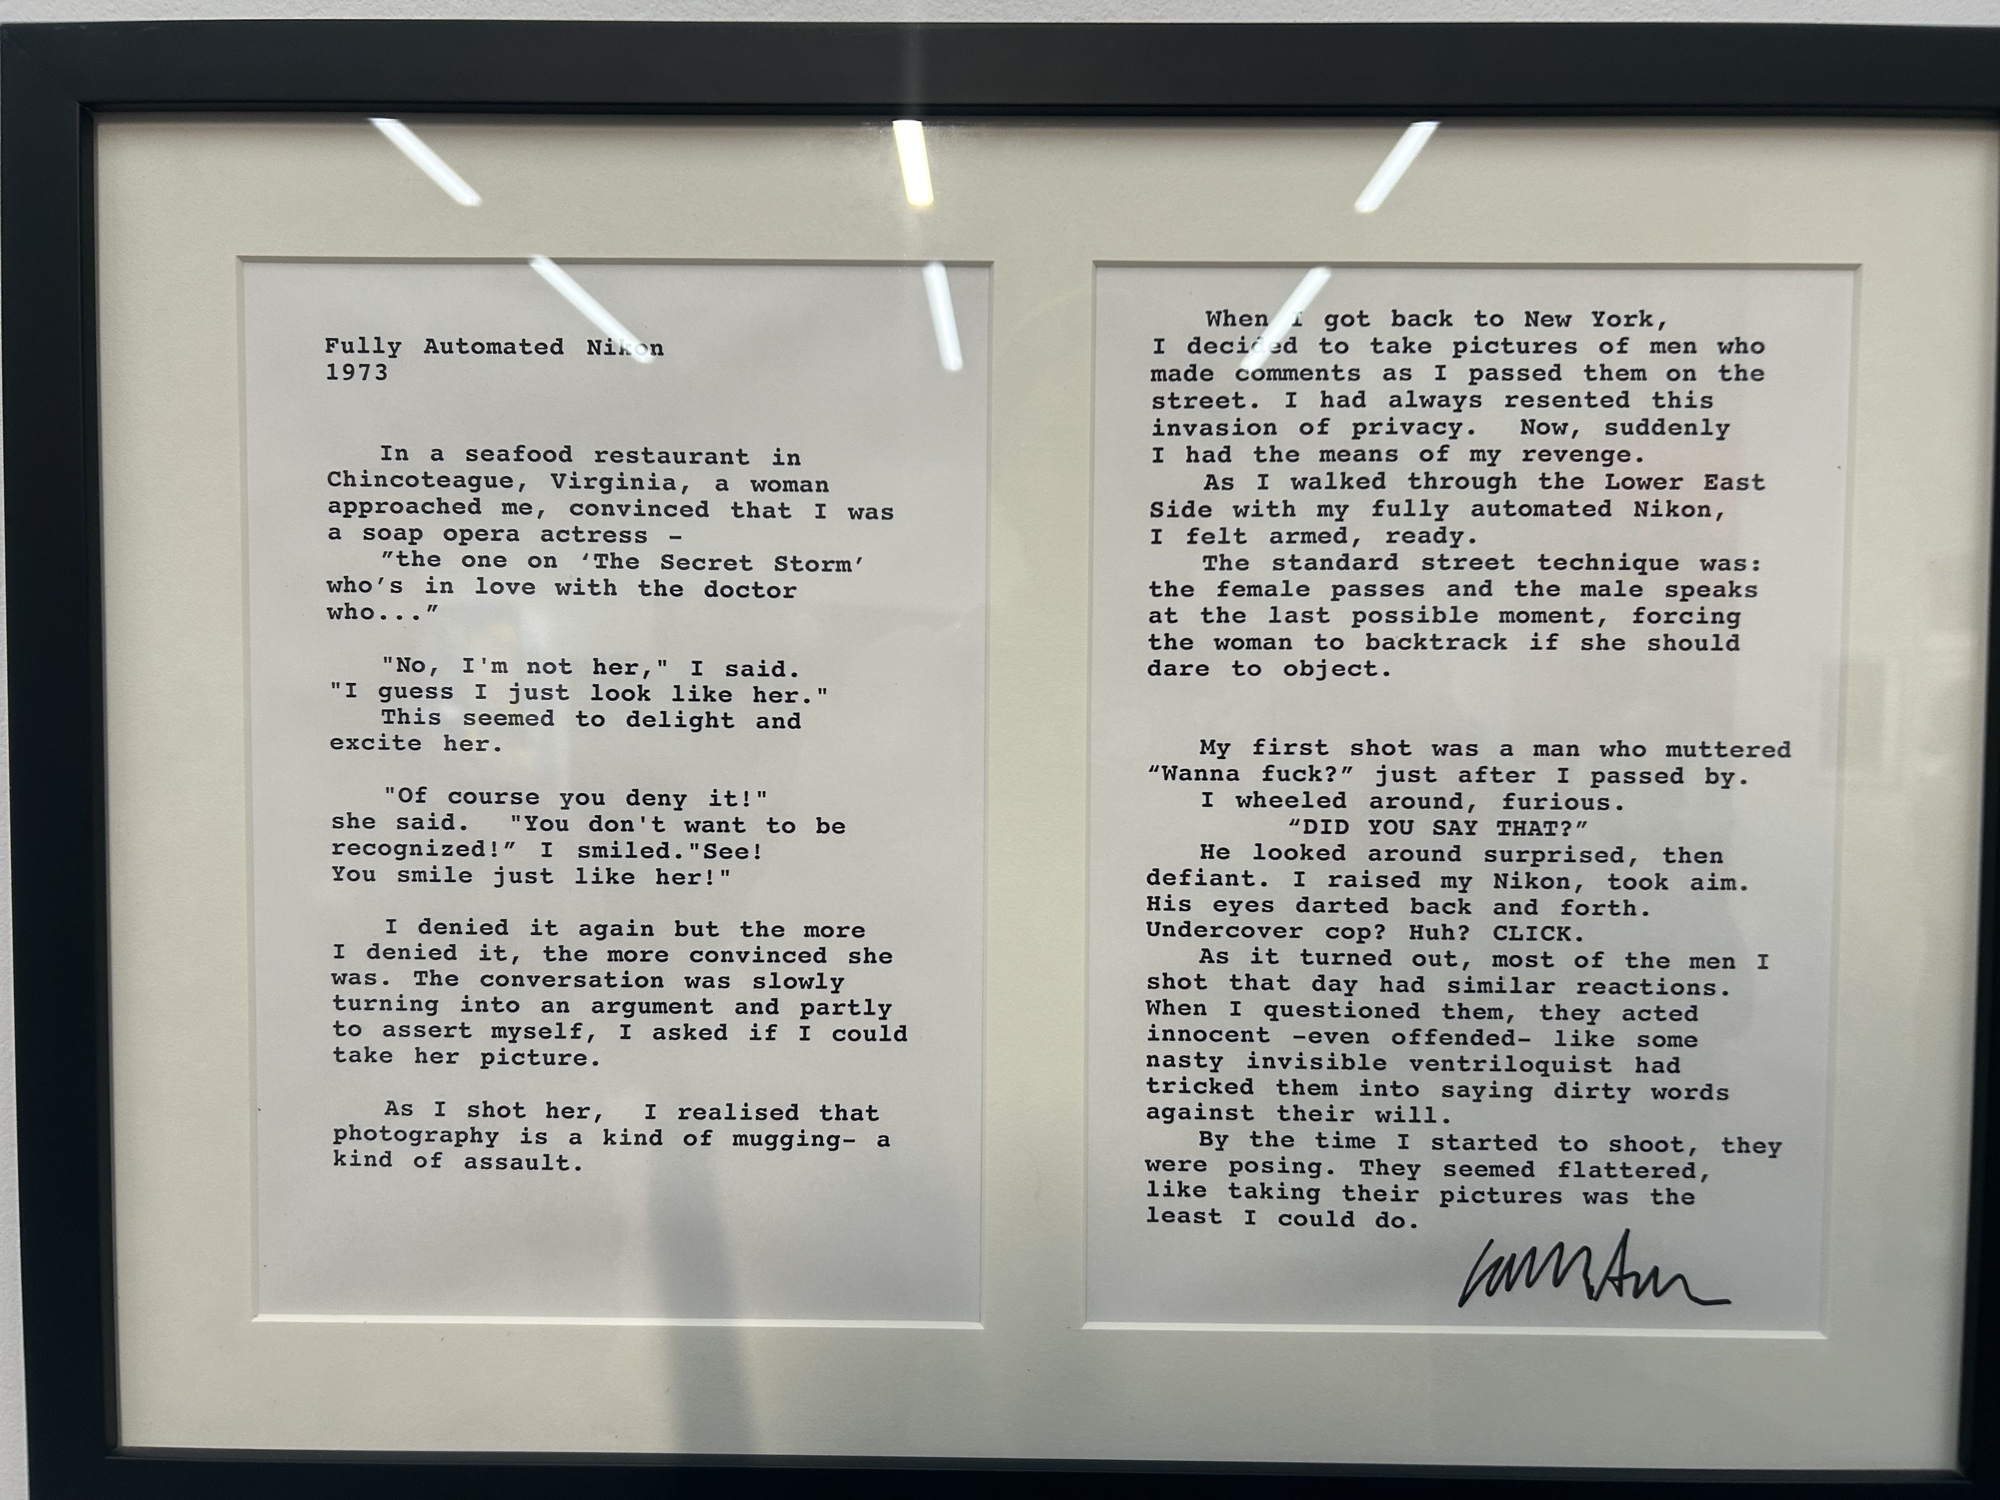 Fully Automated Nikon
1973
In a seafood restaurant in
Chincoteague, Virginia, a woman
approached me, convinced that I was
a soap opera actress -
"the one on ‘The Secret Storm’
who’s in love with the doctor
who..."
"No, I'm not her," I said.
"I guess I just look like her."
This seemed to delight and
excite her.
"Of course you deny it!"
she said. "You don't want to be
recognized!" I smiled."See!
You smile just like her!"
I denied it again but the more
I denied it, the more convinced she
was. The conversation was slowly
turning into an argument and partly
to assert myself, I asked if I could
take her picture.
As I shot her, I realised that
photography is a kind of mugging- a
kind of assault.
When I got back to New York,
I decided to take pictures of men who
made comments as I passed them on the
street. I had always resented this
invasion of privacy. Now, suddenly
I had the means of my revenge.
As I walked through the Lower East
Side with my fully automated Nikon,
I felt armed, ready.
The standard street technique was:
the female passes and the male speaks
at the last possible moment, forcing
the woman to backtrack if she should
dare to object.
My first shot was a man who muttered
“Wanna fuck?” just after I passed by.
I wheeled around, furious.
“DID YOU SAY THAT?”
He looked around surprised, then
defiant. I raised my Nikon, took aim.
His eyes darted back and forth.
Undercover cop? Huh? CLICK.
As it turned out, most of the men I
shot that day had similar reactions.
When I questioned them, they acted
innocent -even offended- like some
nasty invisible ventriloquist had
tricked them into saying dirty words
against their will.
By the time I started to shoot, they
were posing. They seemed flattered,
like taking their pictures was the
least I could do.